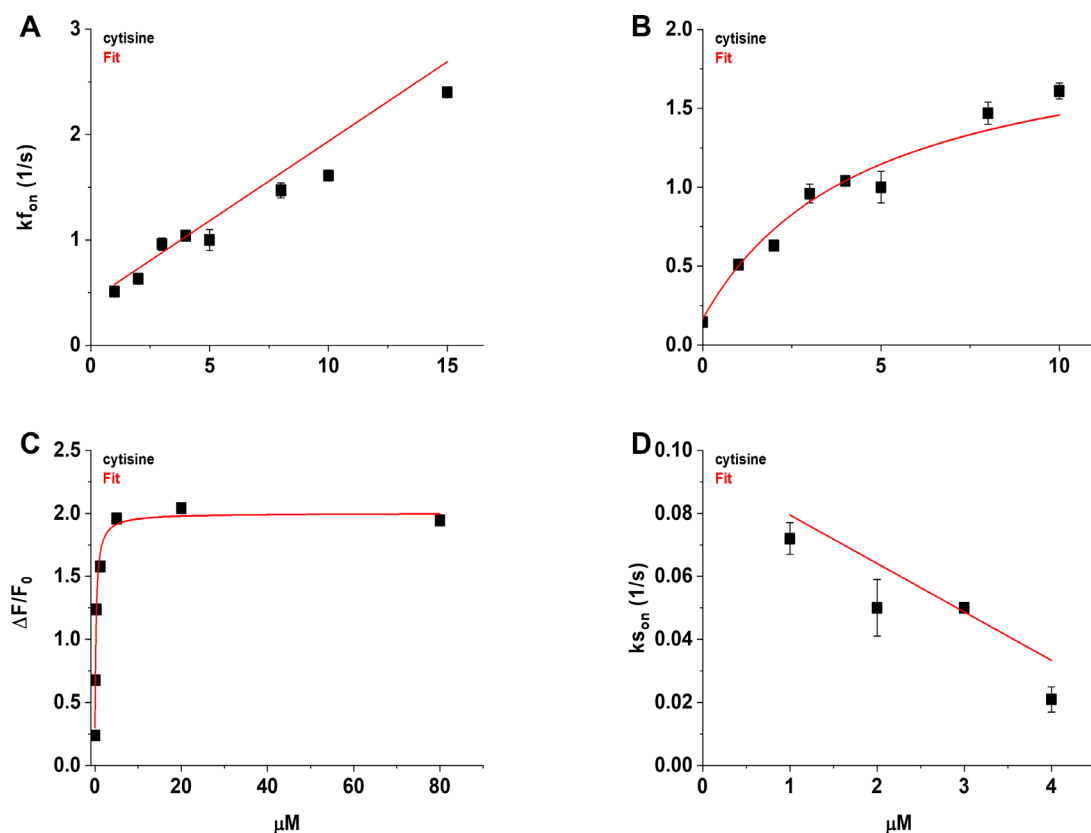 A
cytisine
Fit
kf_on (1/s)
3
2
1
0
0
5
10
15
B
cytisine
Fit
2.0
1.5
1.0
0.5
0.0
0
5
10
C
cytisine
Fit
ΔF/F_0
2.5
2.0
1.5
1.0
0.5
0.0
0
20
40
60
80
μM
D
cytisine
Fit
ks_on (1/s)
0.10
0.08
0.06
0.04
0.02
0.00
0
1
2
3
4
μM